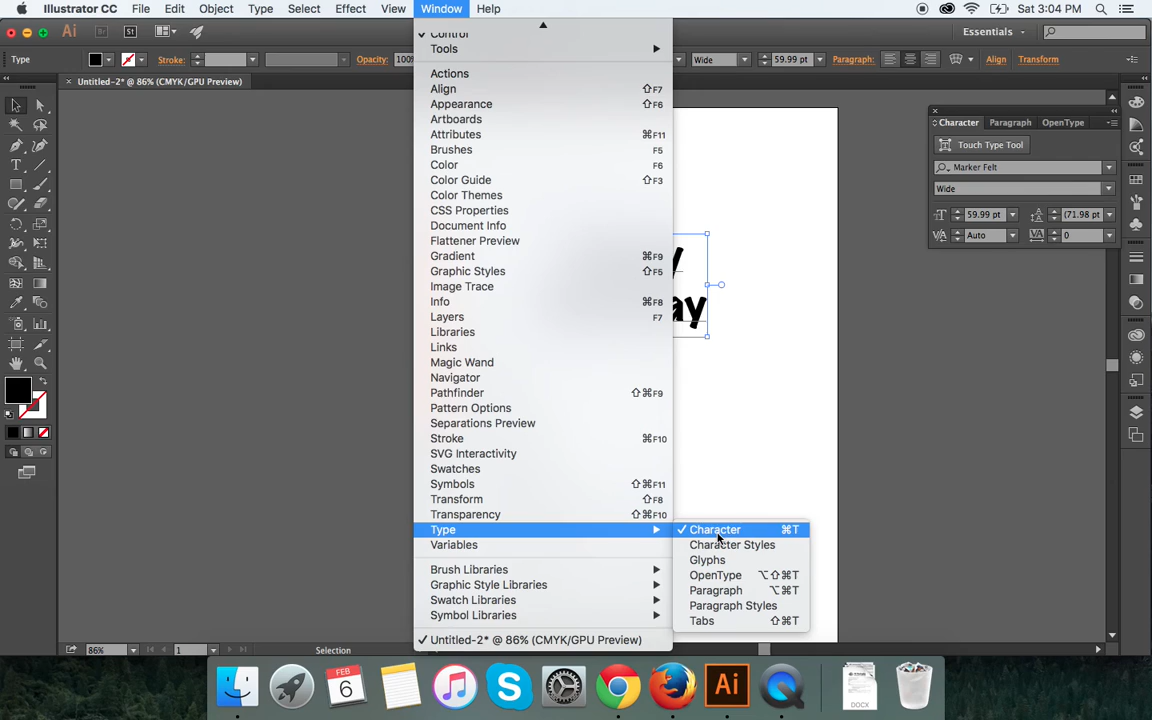 Illustrator CC File Edit Object Type Select Effect View Window Help Sat 3:04 PM
Ai Br St Essentials
Type Stroke: Opacity: 100% Wide 59.99 pt Paragraph: Align Transform
× Untitled-2* @ 86% (CMYK/GPU Preview)
✓ Control
Tools
Actions
Align ⇧F7
Appearance ⇧F6
Artboards
Attributes ⌘F11
Brushes F5
Color F6
Color Guide ⇧F3
Color Themes
CSS Properties
Document Info
Flattener Preview
Gradient ⌘F9
Graphic Styles ⇧F5
Image Trace
Info ⌘F8
Layers F7
Libraries
Links
Magic Wand
Navigator
Pathfinder ⇧⌘F9
Pattern Options
Separations Preview
Stroke ⌘F10
SVG Interactivity
Swatches
Symbols ⇧⌘F11
Transform ⇧F8
Transparency ⇧⌘F10
Type
Variables
Brush Libraries
Graphic Style Libraries
Swatch Libraries
Symbol Libraries
✓ Untitled-2* @ 86% (CMYK/GPU Preview)
✓ Character ⌘T
Character Styles
Glyphs
OpenType ⌥⇧⌘T
Paragraph ⌥⌘T
Paragraph Styles
Tabs ⇧⌘T
y
ay
Character Paragraph OpenType
Touch Type Tool
Marker Felt
Wide
59.99 pt (71.98 pt
Auto 0
86% 1 Selection
FEB
6
Ai
DOCX